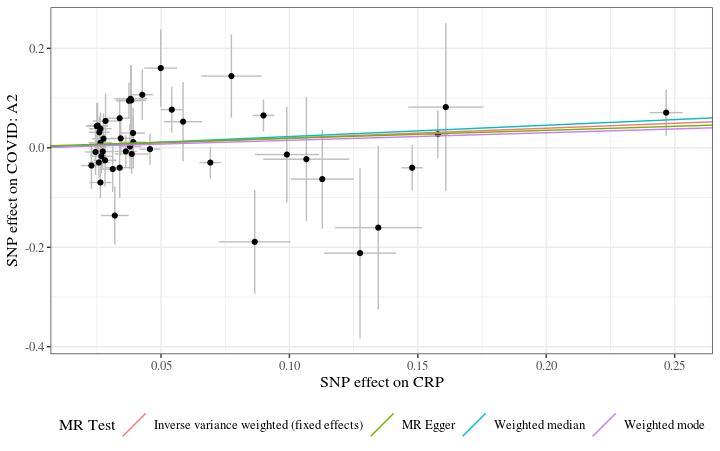 SNP effect on COVID: A2
0.2
0.0
-0.2
-0.4
0.05
0.10
0.15
0.20
0.25
SNP effect on CRP
MR Test
Inverse variance weighted (fixed effects)
MR Egger
Weighted median
Weighted mode